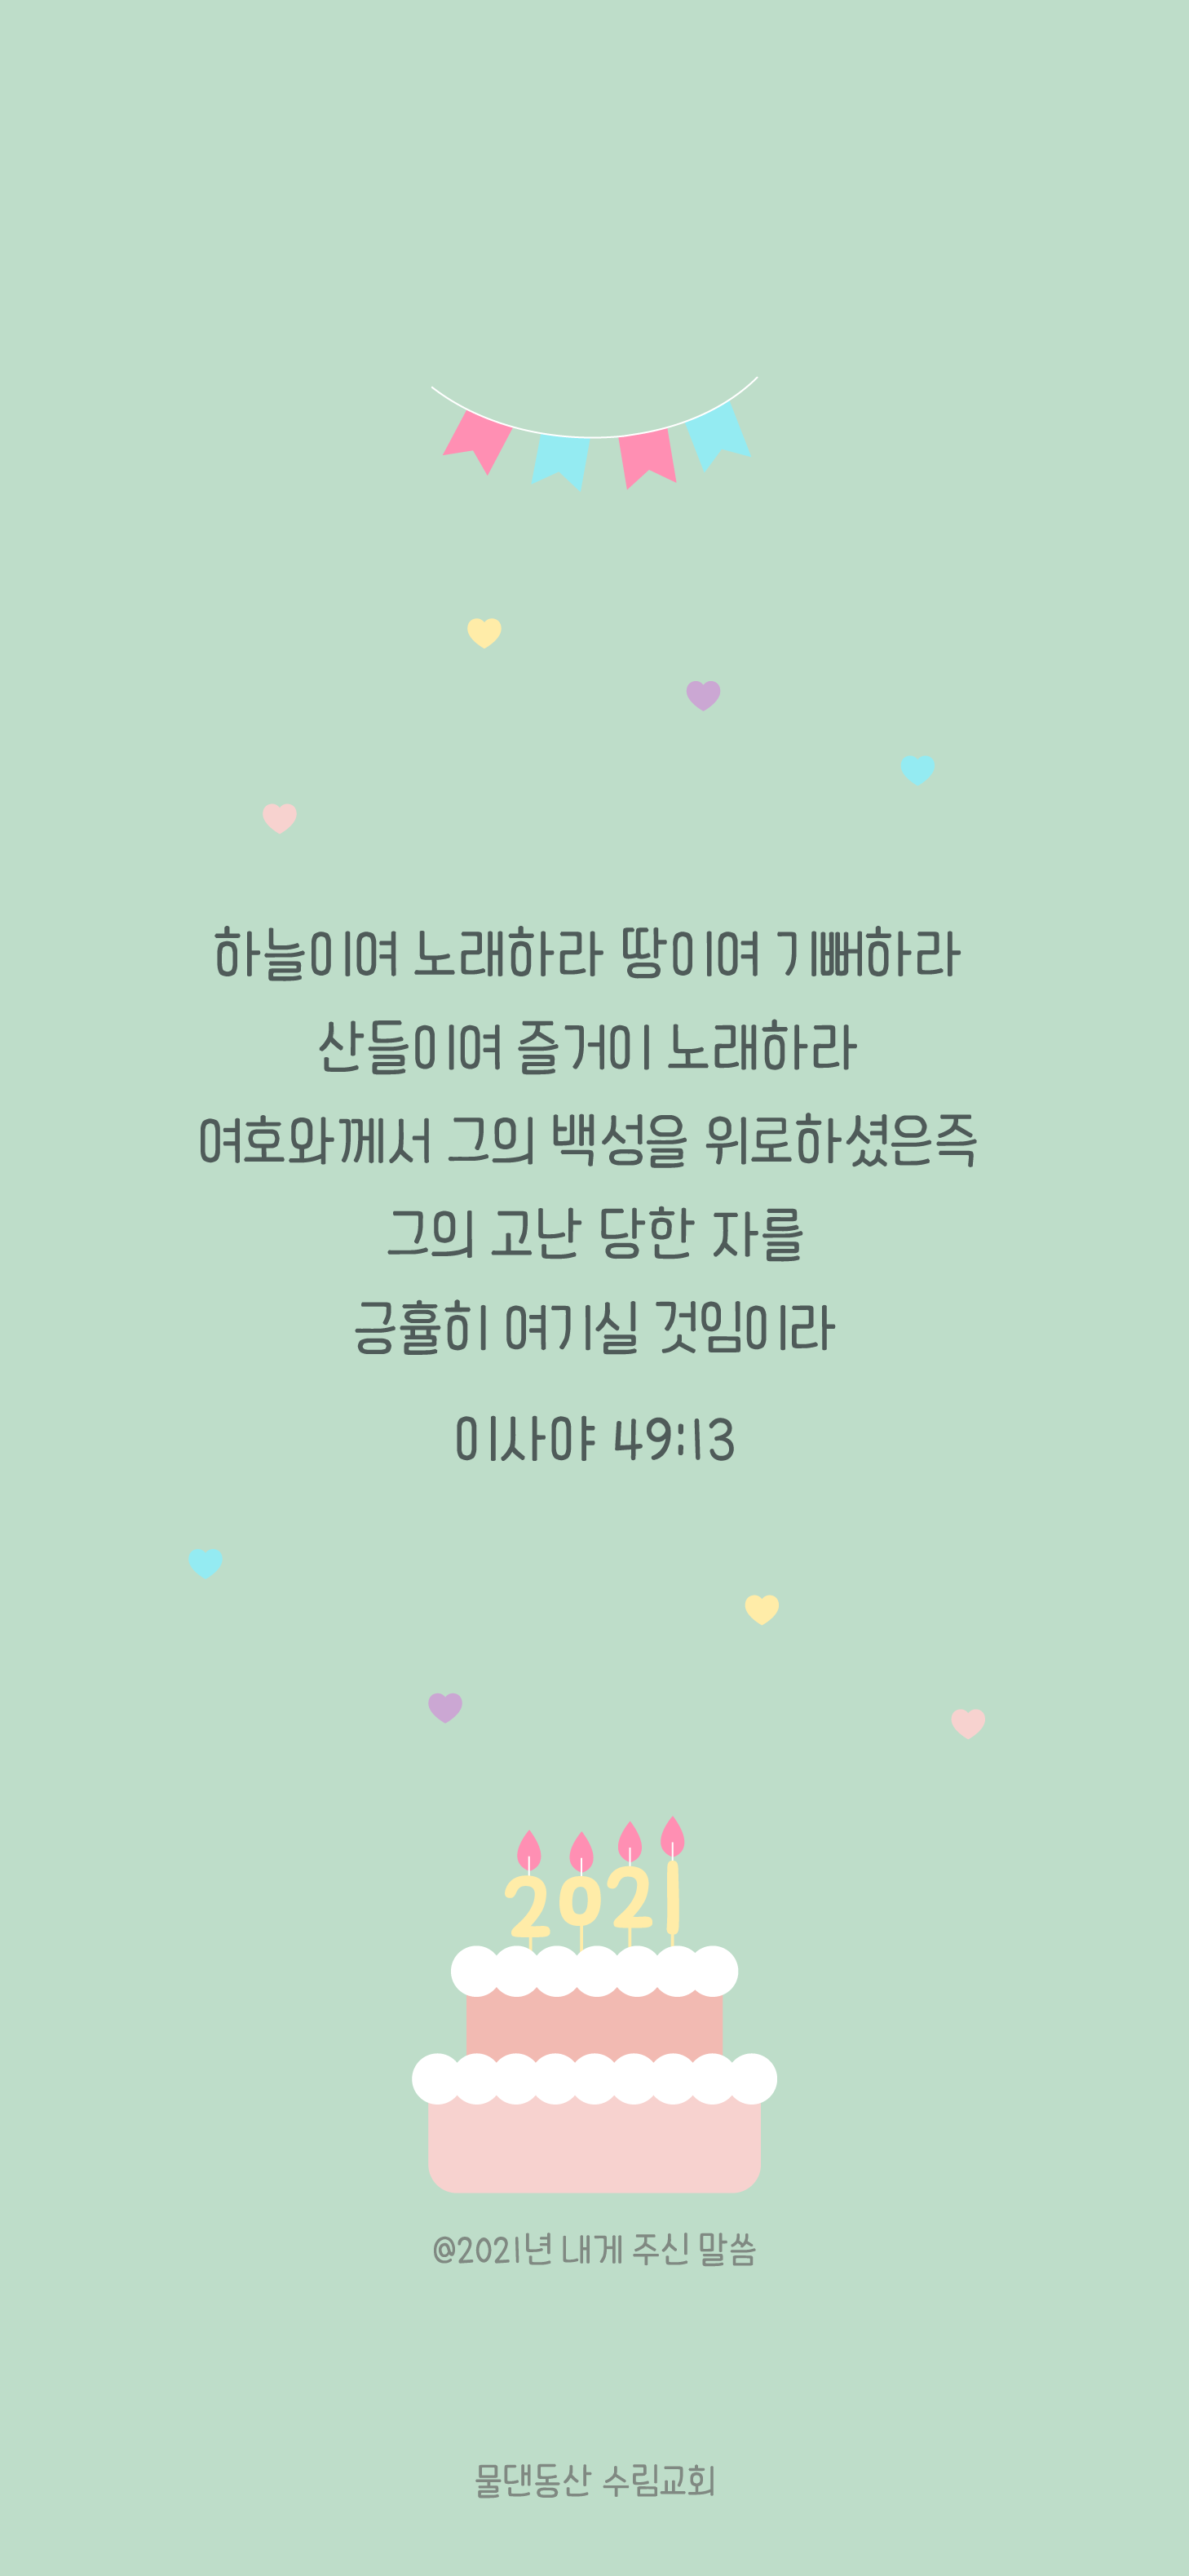 하늘이여 노래하라 땅이여 기뻐하라
산들이여 즐거이 노래하라
여호와께서 그의 백성을 위로하셨은즉
그의 고난 당한 자를
긍휼히 여기실 것임이라
이사야 49:13
2021
@2021년 내게 주신 말씀
물댄동산 수림교회